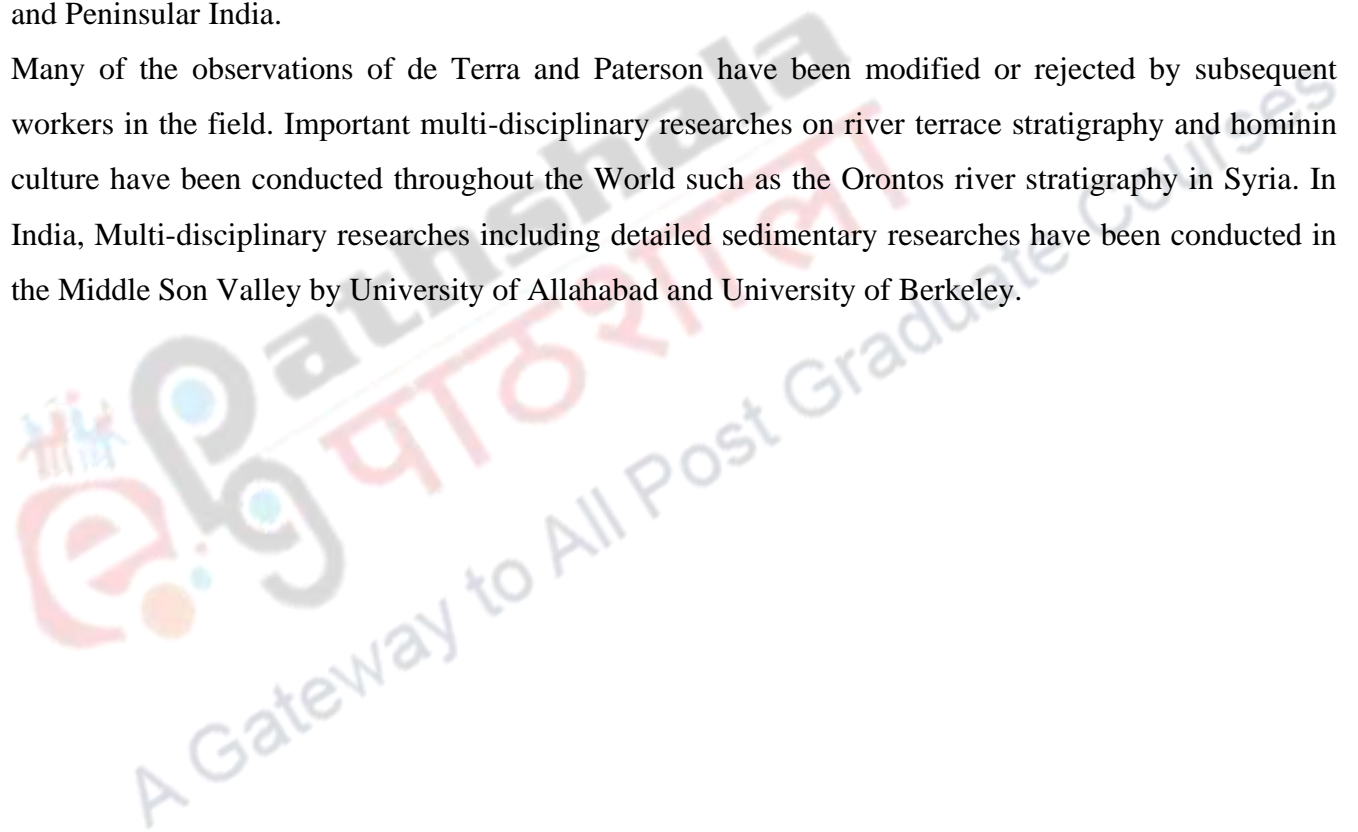 and Peninsular India.
Many of the observations of de Terra and Paterson have been modified or rejected by subsequent
workers in the field. Important multi-disciplinary researches on river terrace stratigraphy and hominin
culture have been conducted throughout the World such as the Orontos river stratigraphy in Syria. In
India, Multi-disciplinary researches including detailed sedimentary researches have been conducted in
the Middle Son Valley by University of Allahabad and University of Berkeley.
ePG Pathshala
पाठशाला
A Gateway to All Post Graduate Courses